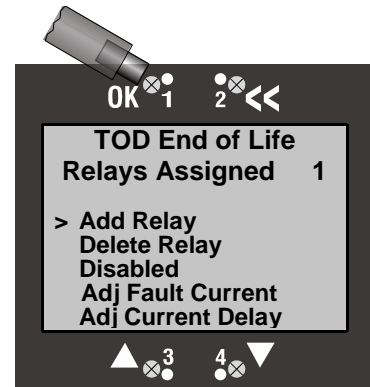 OK 1 2 <<
TOD End of Life
Relays Assigned 1
> Add Relay
Delete Relay
Disabled
Adj Fault Current
Adj Current Delay
3 4